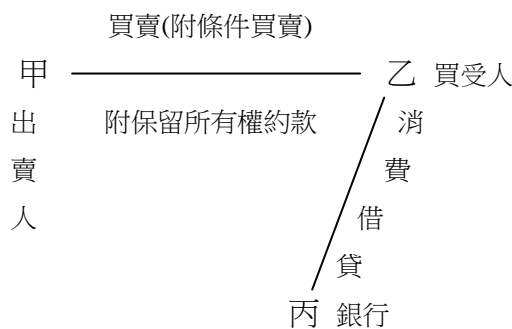 買賣(附條件買賣)
甲 乙 買受人
出賣人
附保留所有權約款
消費借貸
丙 銀行